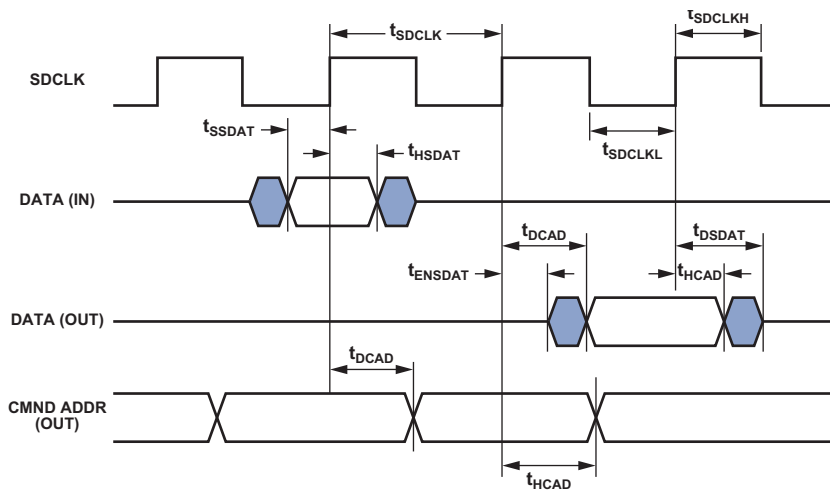 tSDCLK
tSDCLKH
SDCLK
tSSDAT
tHSDAT
tSDCLKL
DATA (IN)
tDCAD
tDSDAT
tENSDAT
tHCAD
DATA (OUT)
tDCAD
CMND ADDR
(OUT)
tHCAD